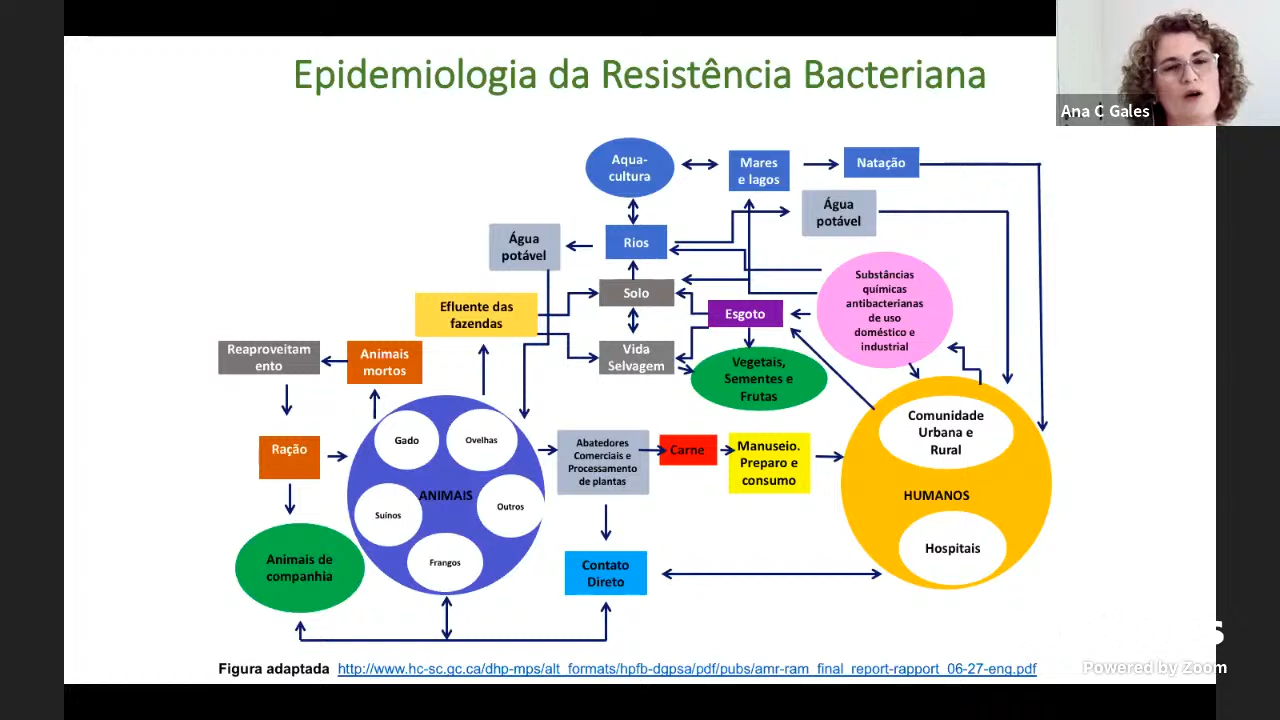 Epidemiologia da Resistência Bacteriana
Ana C Gales
Aqua-
cultura
Mares
e lagos
Natação
Água
potável
Água
potável
Rios
Substâncias
químicas
antibacterianas
de uso
doméstico e
industrial
Solo
Efluente das
fazendas
Esgoto
Reaproveitam
ento
Animais
mortos
Vida
Selvagem
Vegetais,
Sementes e
Frutas
Comunidade
Urbana e
Rural
Gado
Ovelhas
Ração
Abatedores
Comerciais e
Processamento
de plantas
Carne
Manuseio.
Preparo e
consumo
ANIMAIS
HUMANOS
Suínos
Outros
Frangos
Hospitais
Animais de
companhia
Contato
Direto
Figura adaptada http://www.hc-sc.gc.ca/dhp-mps/alt_formats/hpfb-dgpsa/pdf/pubs/amr-ram_final_report-rapport_06-27-eng.pdf
Powered by Zoom